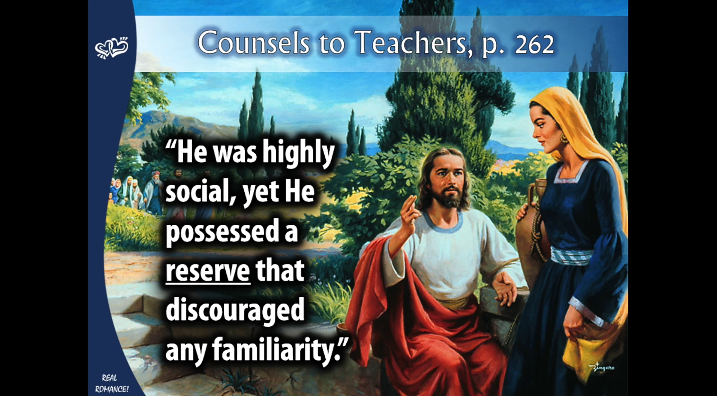 Counsels to Teachers, p. 262
“He was highly
social, yet He
possessed a
reserve that
discouraged
any familiarity.”
REAL
ROMANCE!